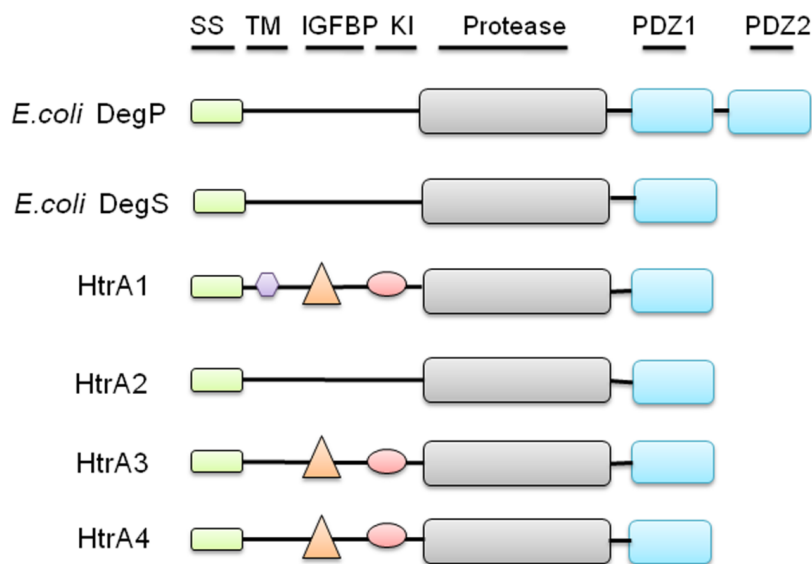 SS TM IGFBP KI Protease PDZ1 PDZ2
E.coli DegP
E.coli DegS
HtrA1
HtrA2
HtrA3
HtrA4